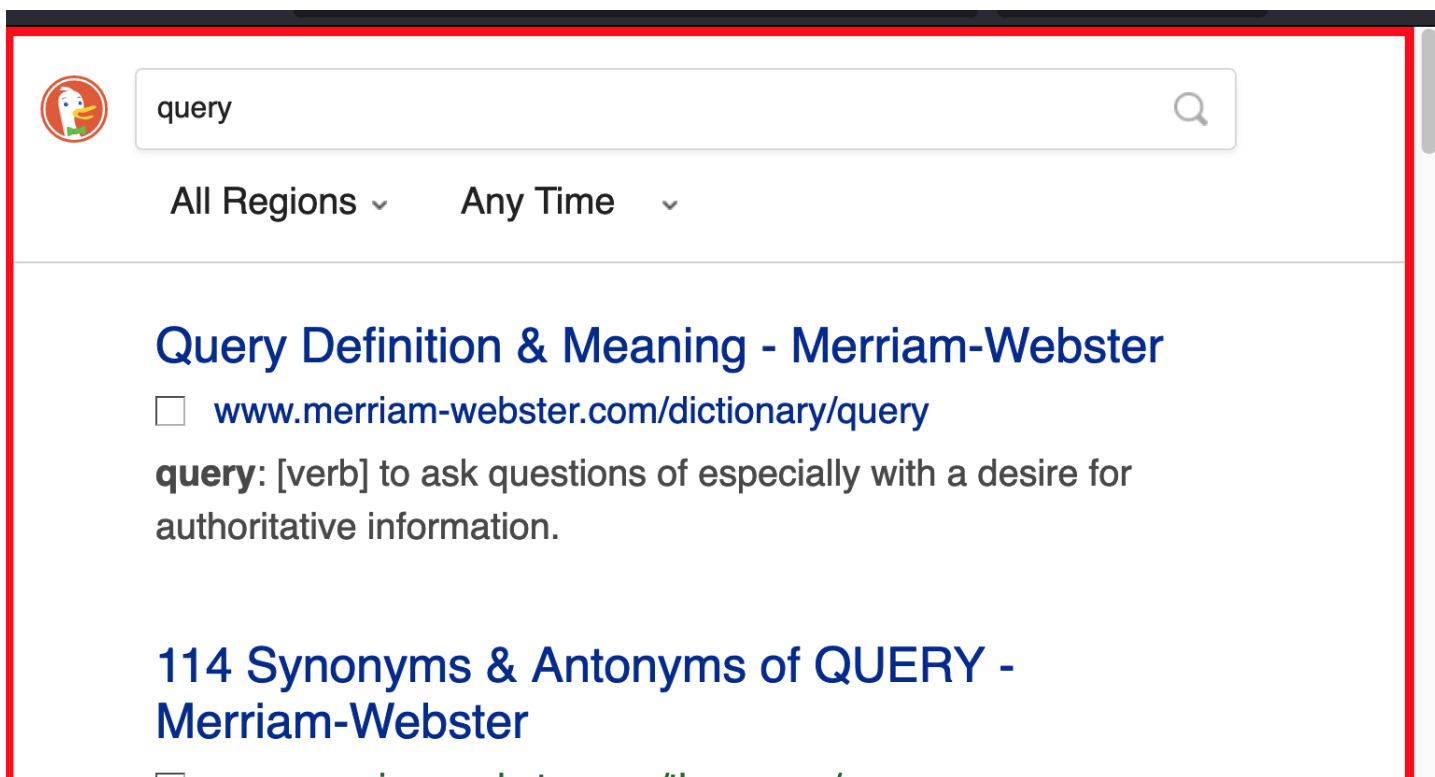 query
All Regions Any Time
Query Definition & Meaning - Merriam-Webster
www.merriam-webster.com/dictionary/query
query: [verb] to ask questions of especially with a desire for
authoritative information.
114 Synonyms & Antonyms of QUERY -
Merriam-Webster